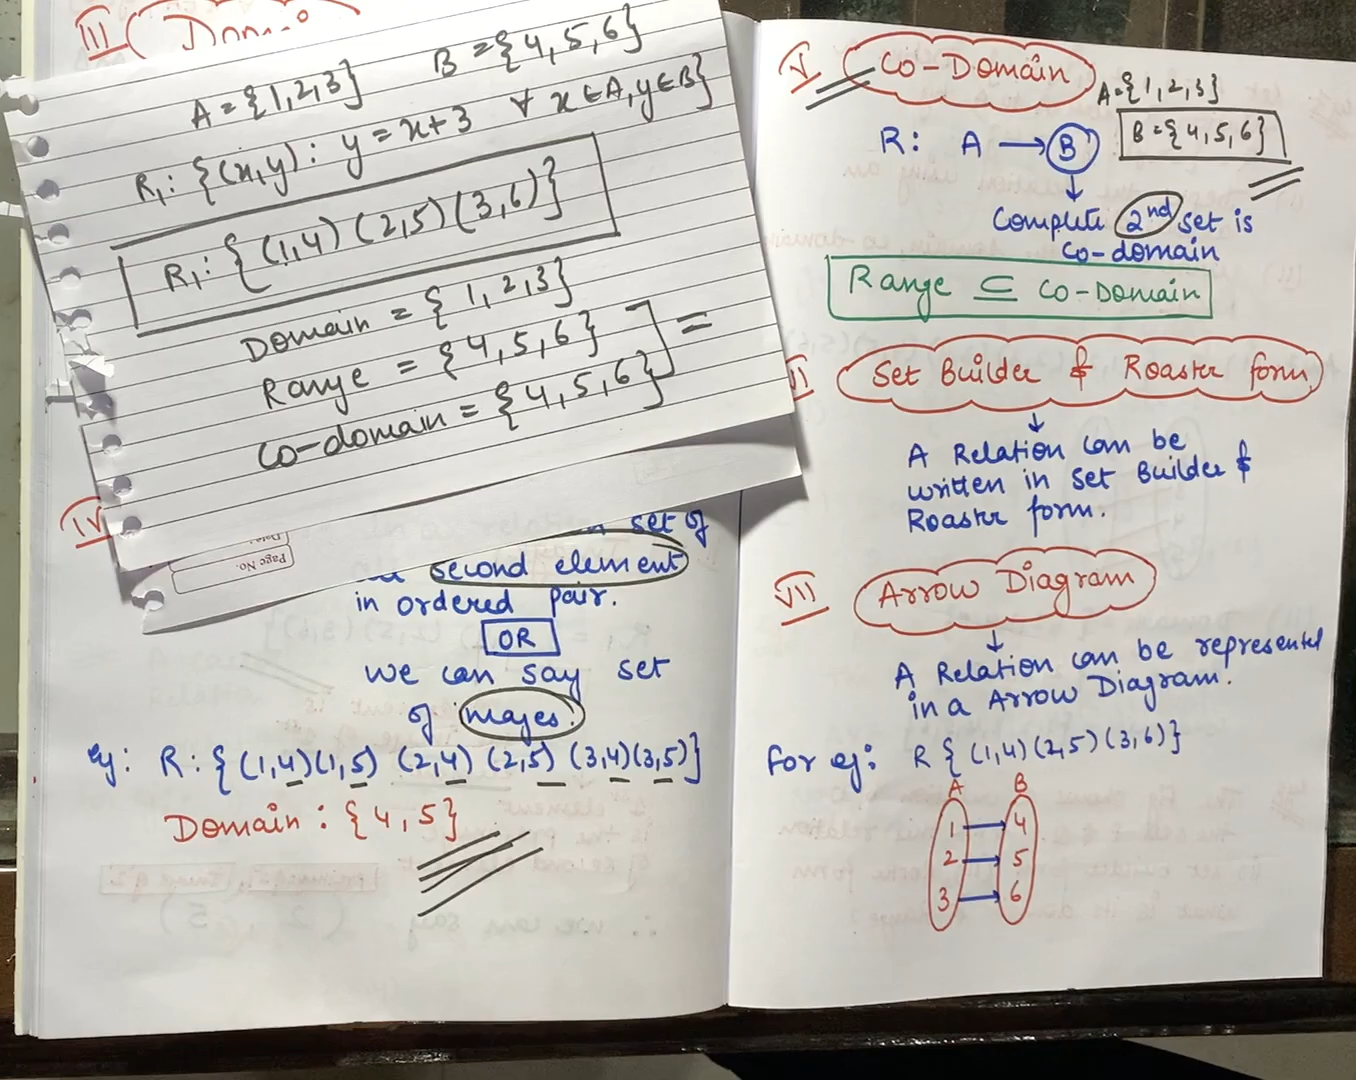 III
A = {1,2,3} B = {4,5,6}
R₁: {(x,y) : y = x+3 ∀ x∈A, y∈B}
R₁: {(1,4) (2,5) (3,6)}
Domain = {1,2,3}
Range = {4,5,6}
Co-domain = {4,5,6} =
IV
Page No.
set of
second element
in ordered pair.
OR
we can say set
of images.
eg: R: {(1,4)(1,5) (2,4) (2,5) (3,4)(3,5)}
Domain : {4,5}
V Co-Domain
A={1,2,3}
R: A → B B={4,5,6}
Complete 2nd set is
Co-domain
Range ⊆ Co-Domain
Set Builder & Roaster form
↓
A Relation can be
written in Set Builder &
Roaster form.
VII Arrow Diagram
↓
A Relation can be represented
in a Arrow Diagram.
For eg: R {(1,4)(2,5)(3,6)}
A B
1 → 4
2 → 5
3 → 6